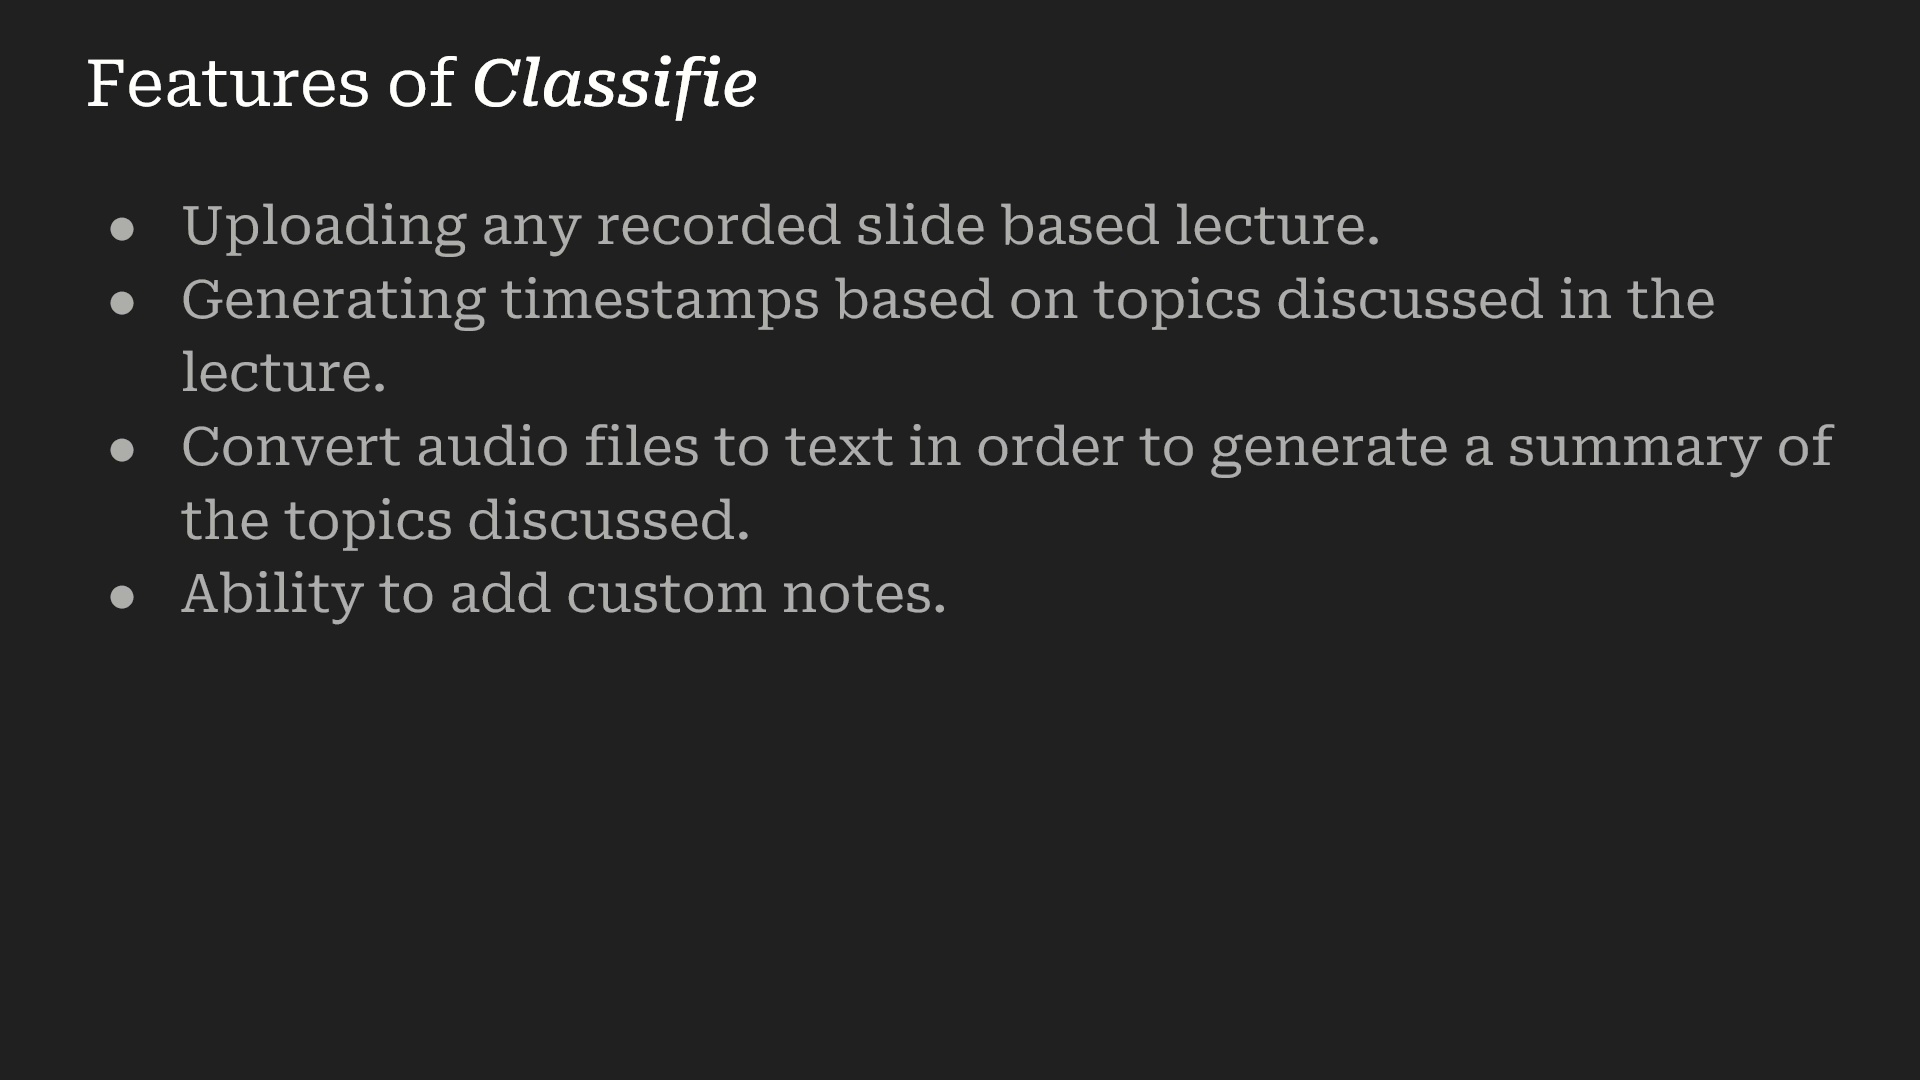 Features of Classifie
● Uploading any recorded slide based lecture.
● Generating timestamps based on topics discussed in the
lecture.
● Convert audio files to text in order to generate a summary of
the topics discussed.
● Ability to add custom notes.